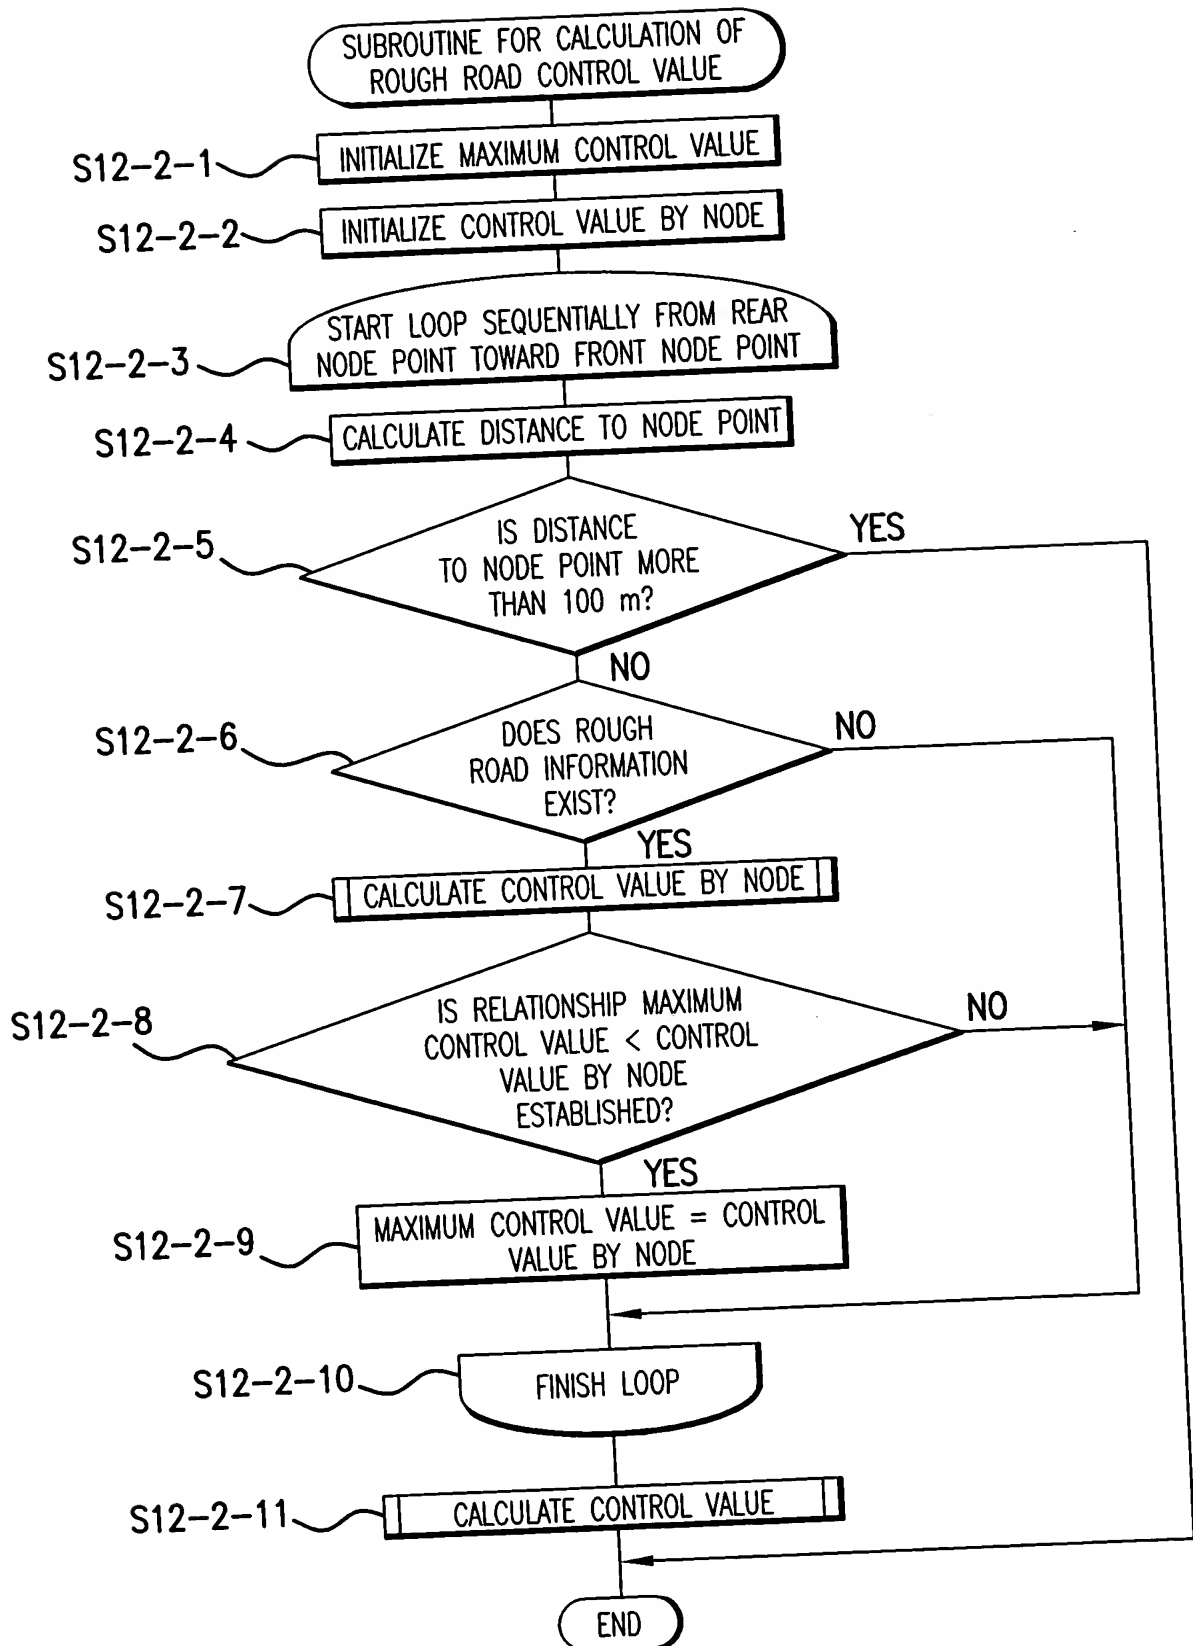 SUBROUTINE FOR CALCULATION OF
ROUGH ROAD CONTROL VALUE
S12-2-1
INITIALIZE MAXIMUM CONTROL VALUE
S12-2-2
INITIALIZE CONTROL VALUE BY NODE
S12-2-3
START LOOP SEQUENTIALLY FROM REAR
NODE POINT TOWARD FRONT NODE POINT
S12-2-4
CALCULATE DISTANCE TO NODE POINT
S12-2-5
IS DISTANCE
TO NODE POINT MORE
THAN 100 m?
YES
NO
S12-2-6
DOES ROUGH
ROAD INFORMATION
EXIST?
NO
YES
S12-2-7
CALCULATE CONTROL VALUE BY NODE
S12-2-8
IS RELATIONSHIP MAXIMUM
CONTROL VALUE < CONTROL
VALUE BY NODE
ESTABLISHED?
NO
YES
S12-2-9
MAXIMUM CONTROL VALUE = CONTROL
VALUE BY NODE
S12-2-10
FINISH LOOP
S12-2-11
CALCULATE CONTROL VALUE
END